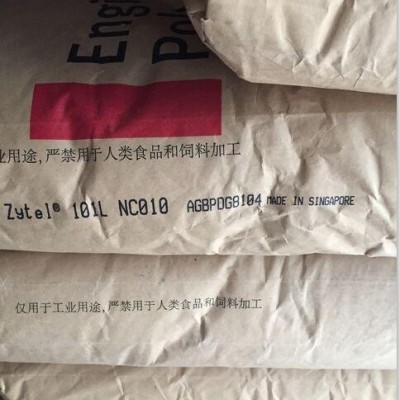 Engi
Pol
业用途,严禁用于人类食品和饲料加工
Zytel® 101L NC010 AGBPDG8104 MADE IN SINGAPORE
仅用于工业用途,严禁用于人类食品和饲料加工